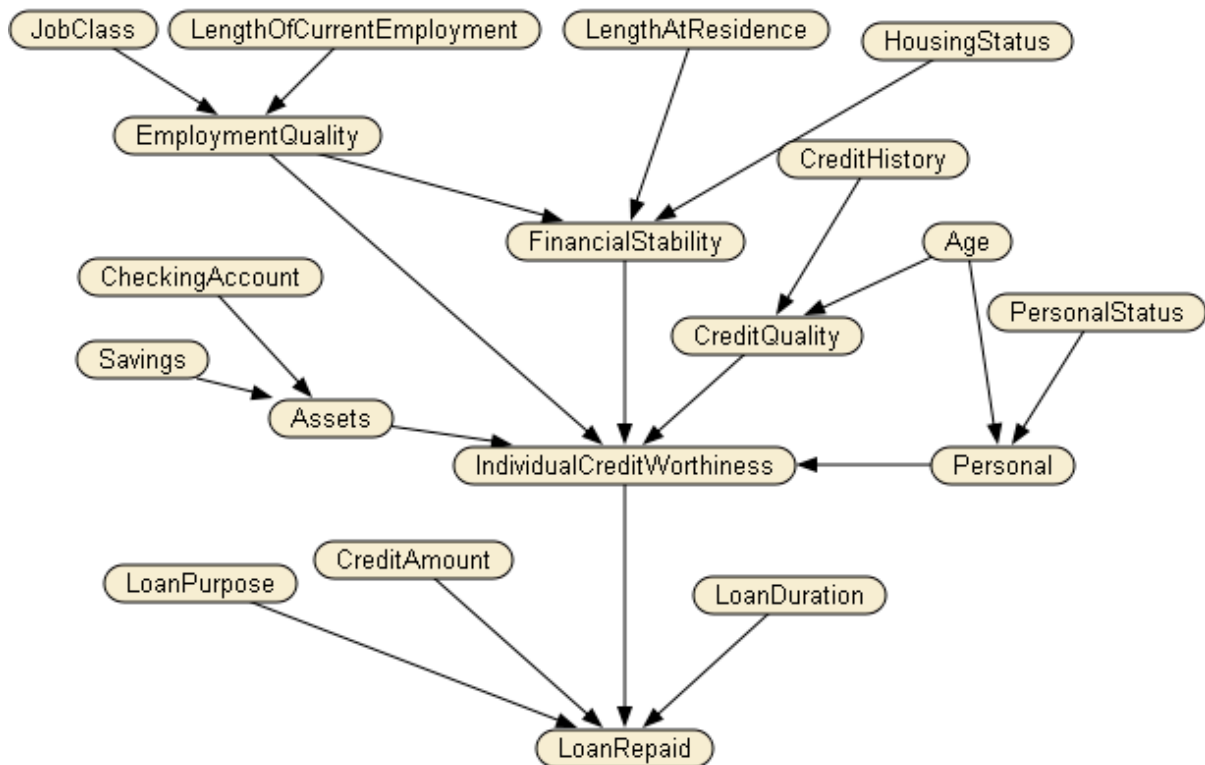 JobClass
LengthOfCurrentEmployment
LengthAtResidence
HousingStatus
EmploymentQuality
CreditHistory
FinancialStability
Age
CheckingAccount
PersonalStatus
CreditQuality
Savings
Assets
IndividualCreditWorthiness
Personal
CreditAmount
LoanPurpose
LoanDuration
LoanRepaid